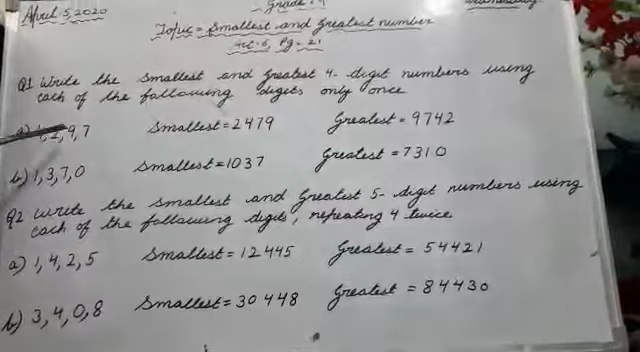 April 5, 2020
Grade
Topic = Smallest and Greatest number
Pg = 21
Q1 Write the smallest and greatest 4-digit numbers using
each of the following digits only once
2, 9, 7 Smallest = 2479 Greatest = 9742
b) 1, 3, 7, 0 Smallest = 1037 Greatest = 7310
Q2 Write the smallest and Greatest 5-digit numbers using
each of the following digits, repeating 4 twice
a) 1, 4, 2, 5 Smallest = 12445 Greatest = 54421
b) 3, 4, 0, 8 Smallest = 30448 Greatest = 84430